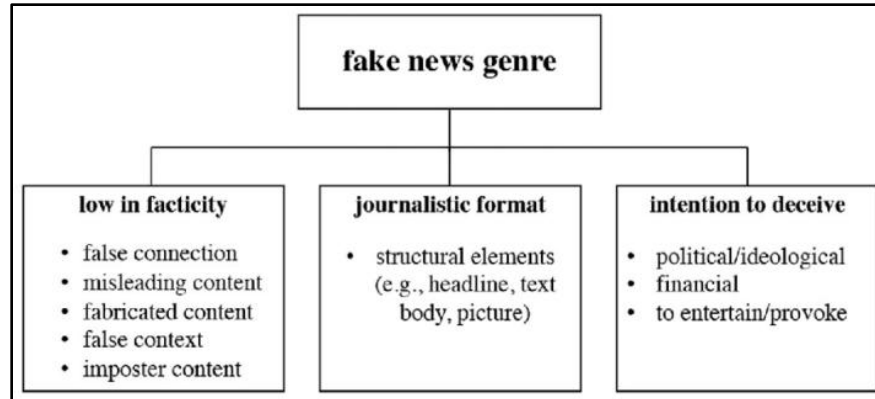 fake news genre
low in facticity
• false connection
• misleading content
• fabricated content
• false context
• imposter content
journalistic format
• structural elements
(e.g., headline, text
body, picture)
intention to deceive
• political/ideological
• financial
• to entertain/provoke